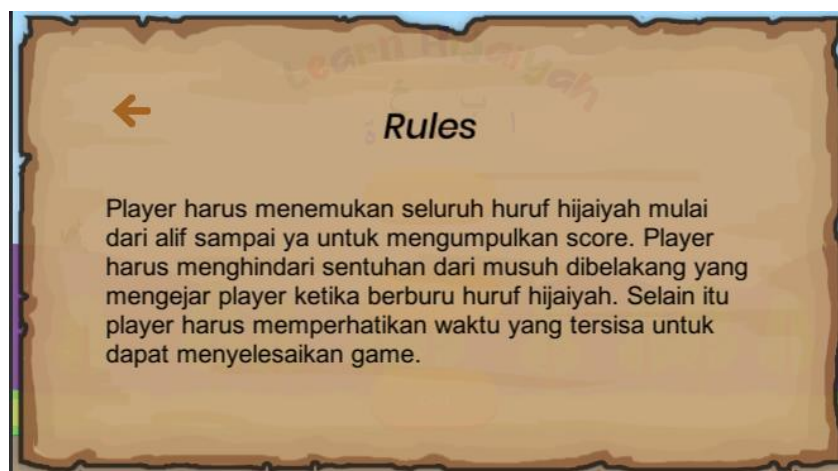 Learn Hijaiyah
Rules
Player harus menemukan seluruh huruf hijaiyah mulai
dari alif sampai ya untuk mengumpulkan score. Player
harus menghindari sentuhan dari musuh dibelakang yang
mengejar player ketika berburu huruf hijaiyah. Selain itu
player harus memperhatikan waktu yang tersisa untuk
dapat menyelesaikan game.